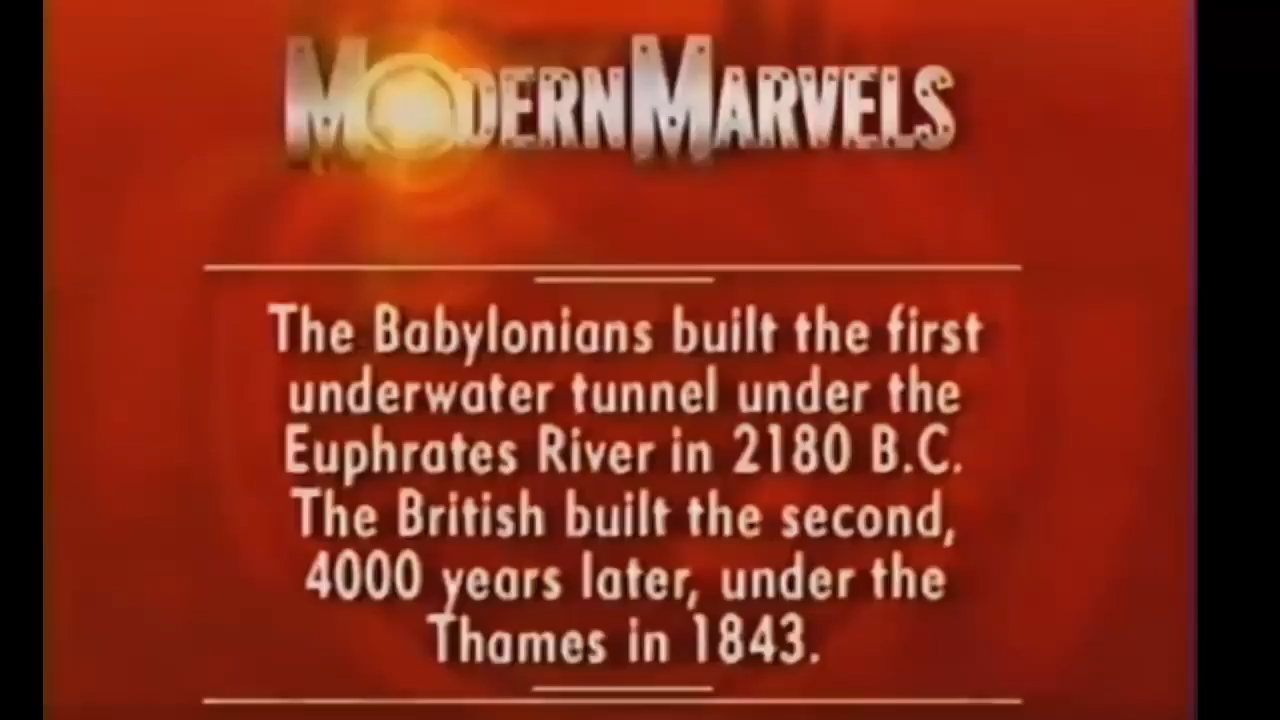 MODERN MARVELS
The Babylonians built the first
underwater tunnel under the
Euphrates River in 2180 B.C.
The British built the second,
4000 years later, under the
Thames in 1843.